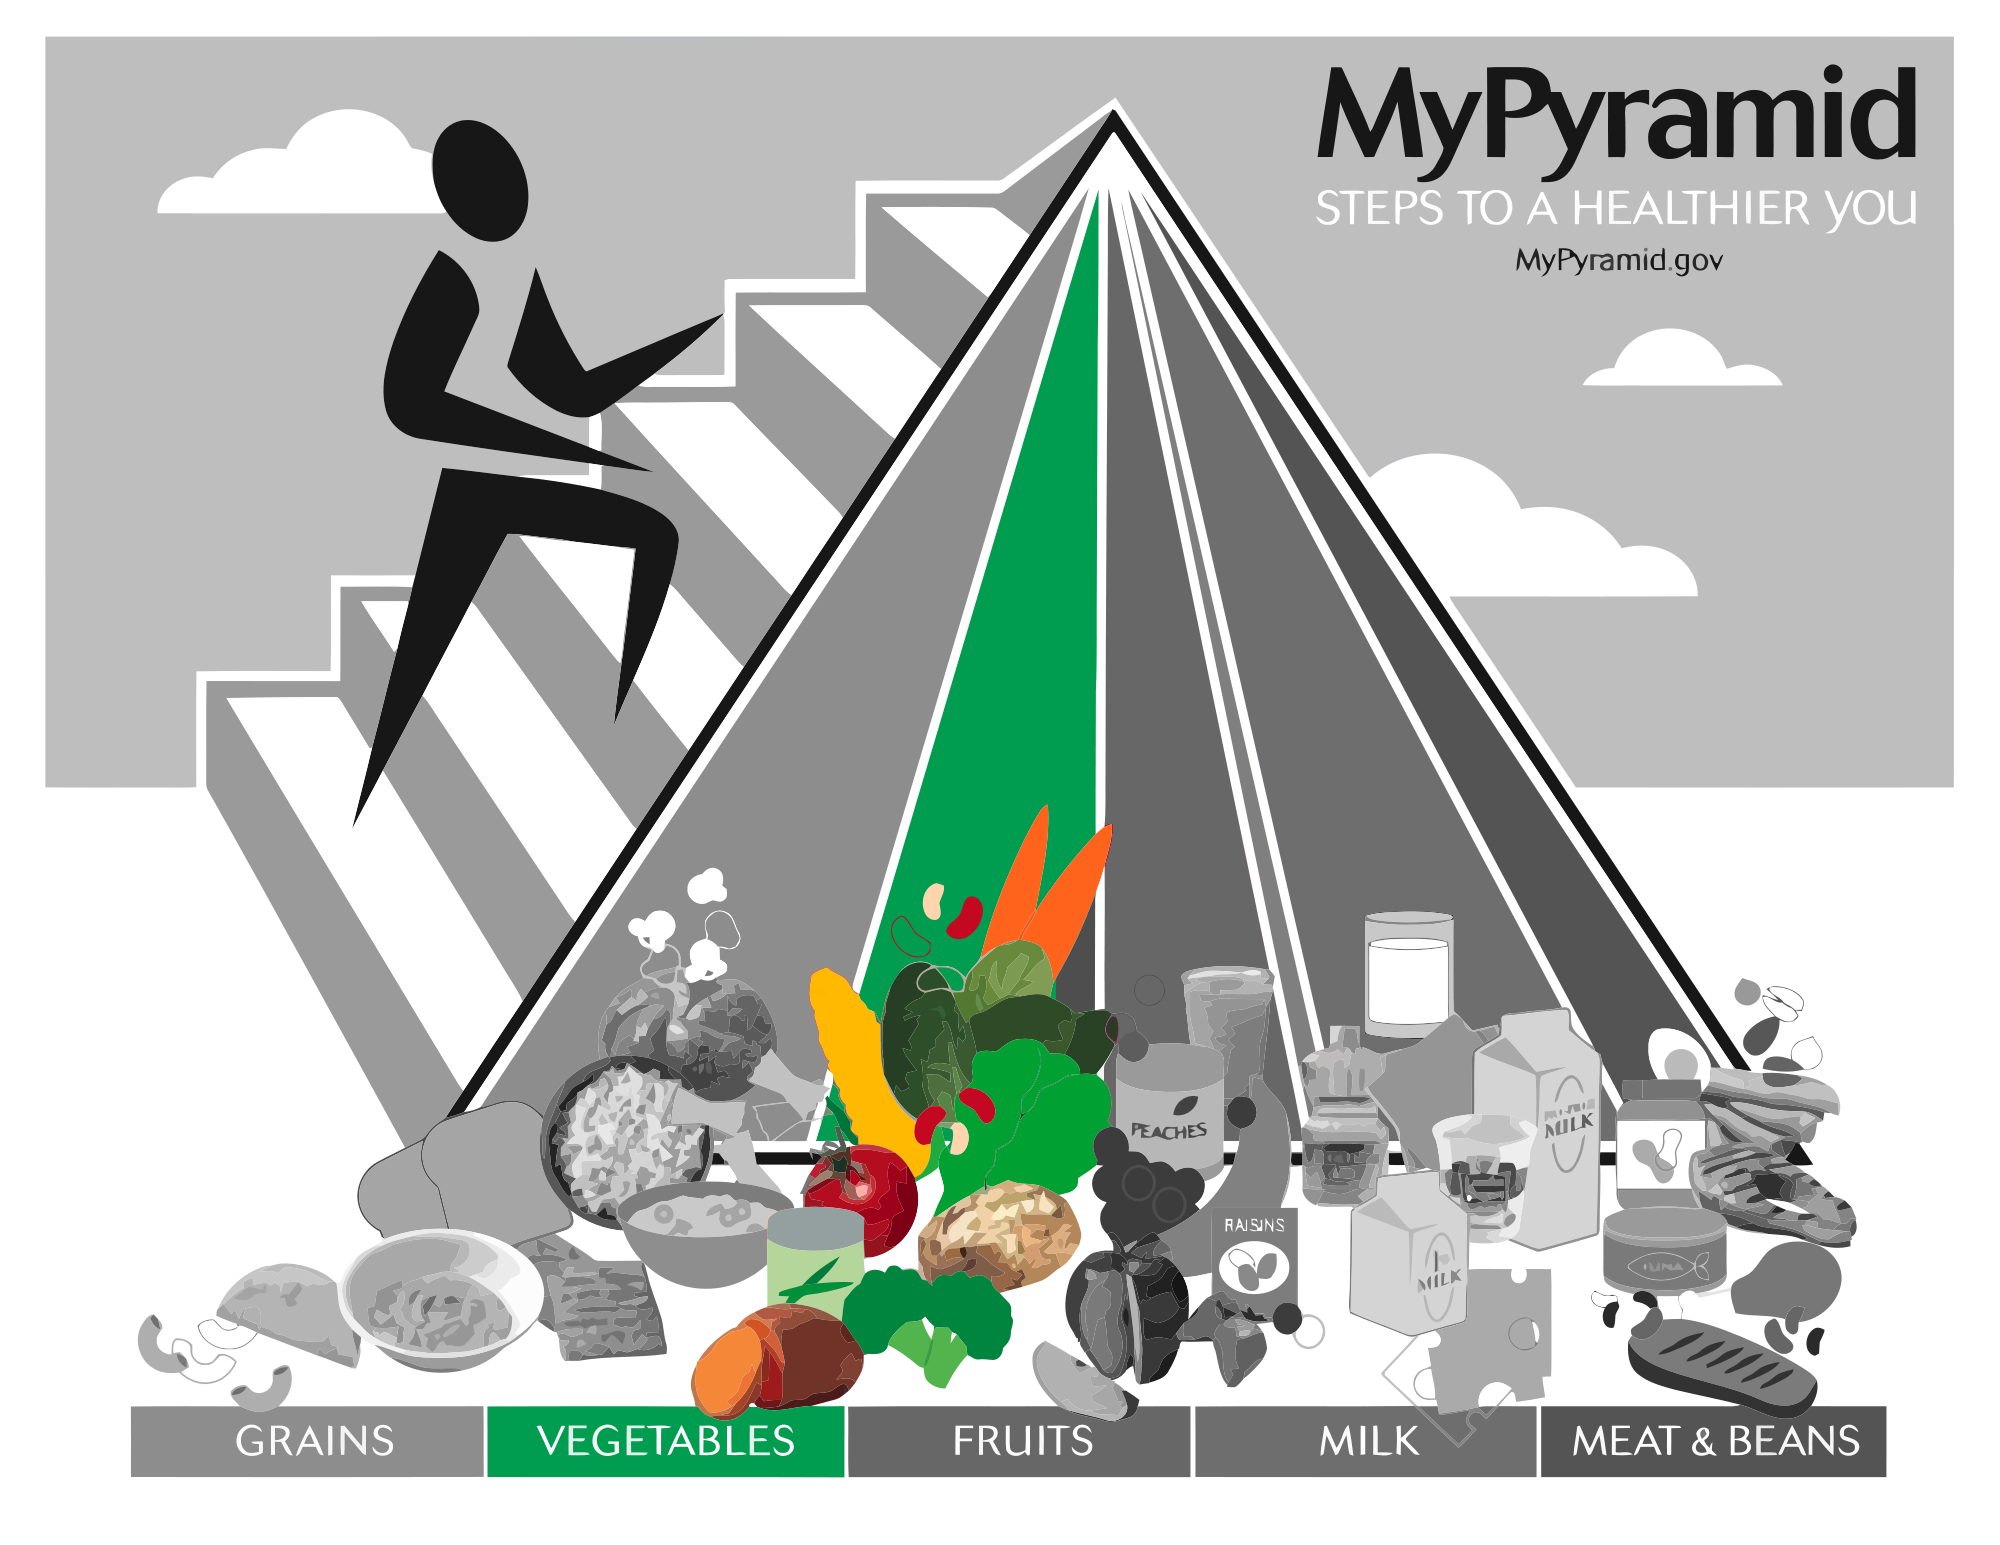 MyPyramid
STEPS TO A HEALTHIER YOU
MyPyramid.gov
PEACHES
MILK
RAISINS
MILK
TUNA
GRAINS
VEGETABLES
FRUITS
MILK
MEAT & BEANS